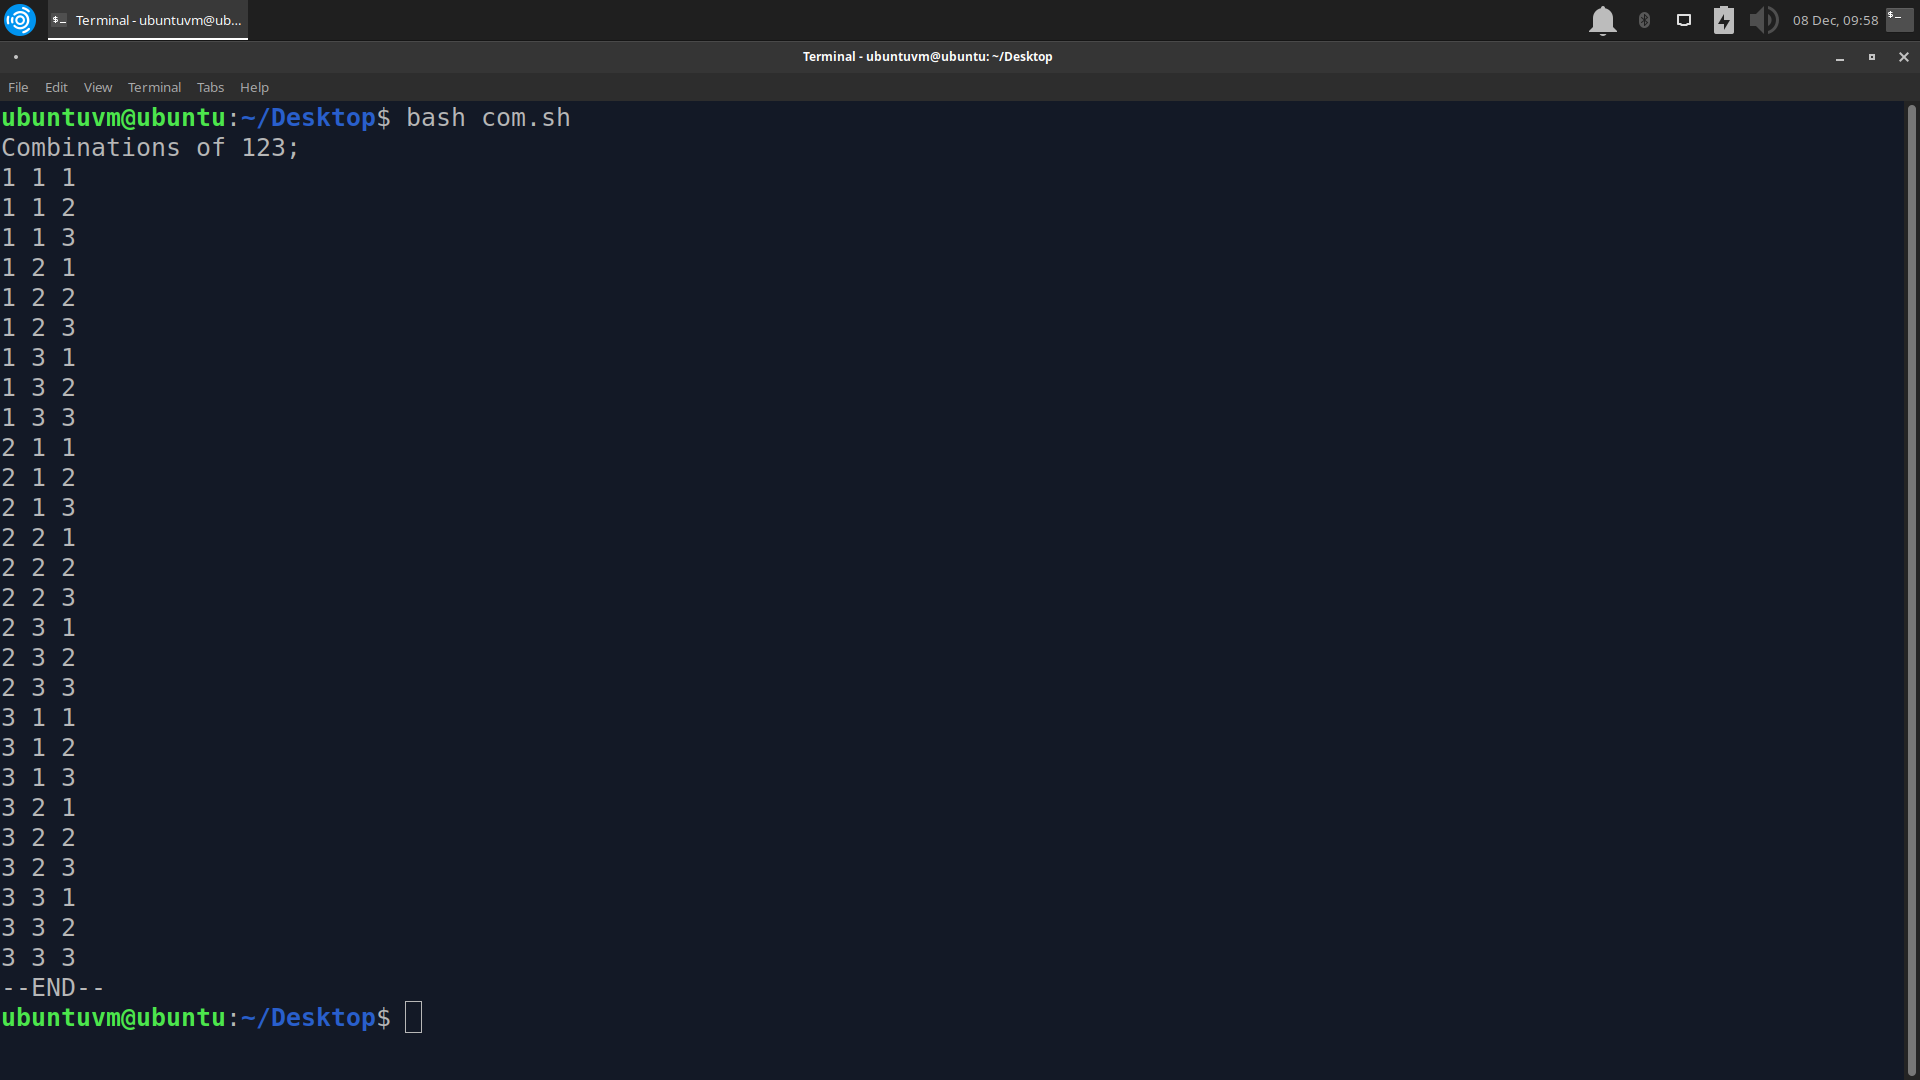 Terminal - ubuntuvm@ub...
08 Dec, 09:58
Terminal - ubuntuvm@ubuntu: ~/Desktop
File Edit View Terminal Tabs Help
ubuntuvm@ubuntu:~/Desktop$ bash com.sh
Combinations of 123;
1 1 1
1 1 2
1 1 3
1 2 1
1 2 2
1 2 3
1 3 1
1 3 2
1 3 3
2 1 1
2 1 2
2 1 3
2 2 1
2 2 2
2 2 3
2 3 1
2 3 2
2 3 3
3 1 1
3 1 2
3 1 3
3 2 1
3 2 2
3 2 3
3 3 1
3 3 2
3 3 3
--END--
ubuntuvm@ubuntu:~/Desktop$